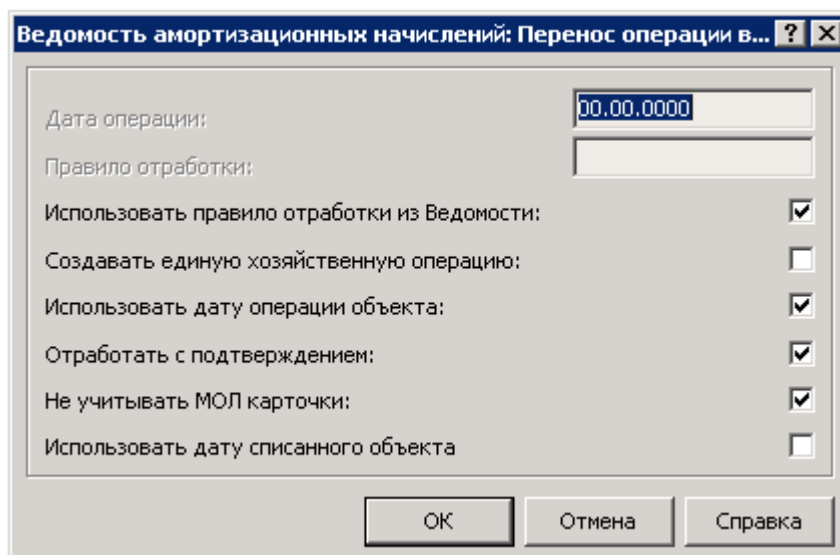 Ведомость амортизационных начислений: Перенос операции в...
Дата операции: 00.00.0000
Правило отработки:
Использовать правило отработки из Ведомости:
Создавать единую хозяйственную операцию:
Использовать дату операции объекта:
Отработать с подтверждением:
Не учитывать МОЛ карточки:
Использовать дату списанного объекта
ОК Отмена Справка